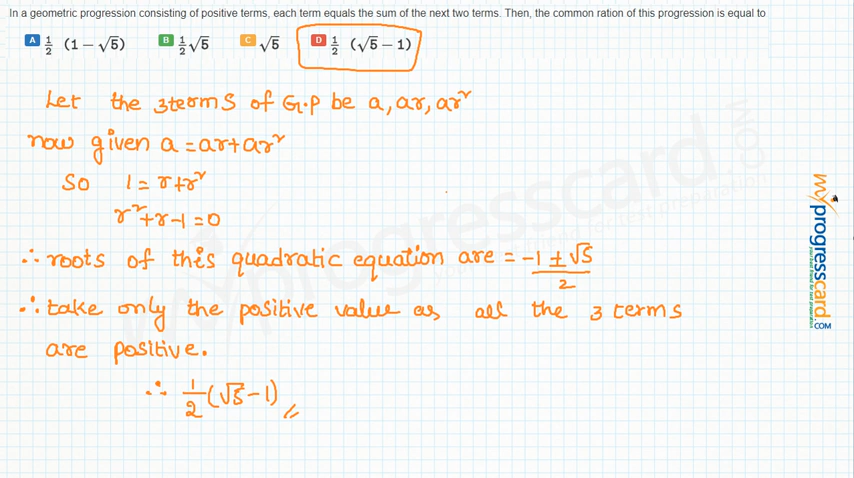 In a geometric progression consisting of positive terms, each term equals the sum of the next two terms. Then, the common ration of this progression is equal to
A 1/2 (1 − √5) B 1/2 √5 C √5 D 1/2 (√5 − 1)
Let the 3 terms of G.P be a, ar, ar²
now given a = ar + ar²
So 1 = r + r²
r² + r − 1 = 0
∴ roots of this quadratic equation are = (−1 ± √5)/2
∴ take only the positive value as all the 3 terms
are positive.
∴ 1/2 (√5 − 1)
myprogresscard
.COM